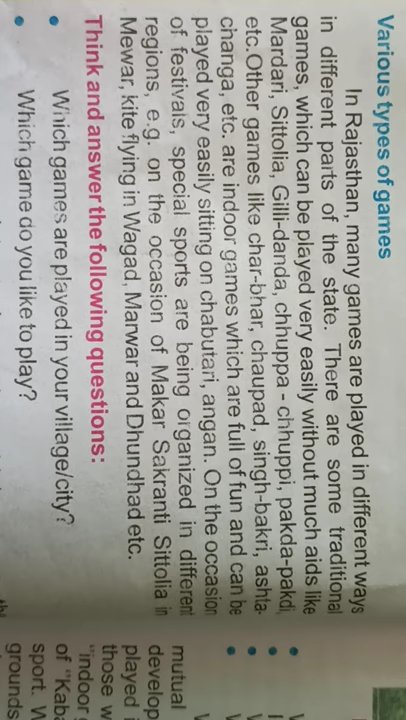 Various types of games
In Rajasthan, many games are played in different ways
in different parts of the state. There are some traditional
games, which can be played very easily without much aids like
Mardari, Sittolia, Gilli-danda, chhuppa - chhuppi, pakda-pakdi,
etc.Other games like char-bhar, chaupad, singh-bakri, ashta-
changa, etc. are indoor games which are full of fun and can be
played very easily sitting on chabutari, angan. On the occasion
of festivals, special sports are being organized in different
regions, e.g. on the occasion of Makar Sakranti Sittolia in
Mewar, kite flying in Wagad, Marwar and Dhundhad etc.
Think and answer the following questions:
• Which games are played in your village/city?
• Which game do you like to play?
mutual
develop
those w
played
"indoor
of "Kaba
sport. W
grounds